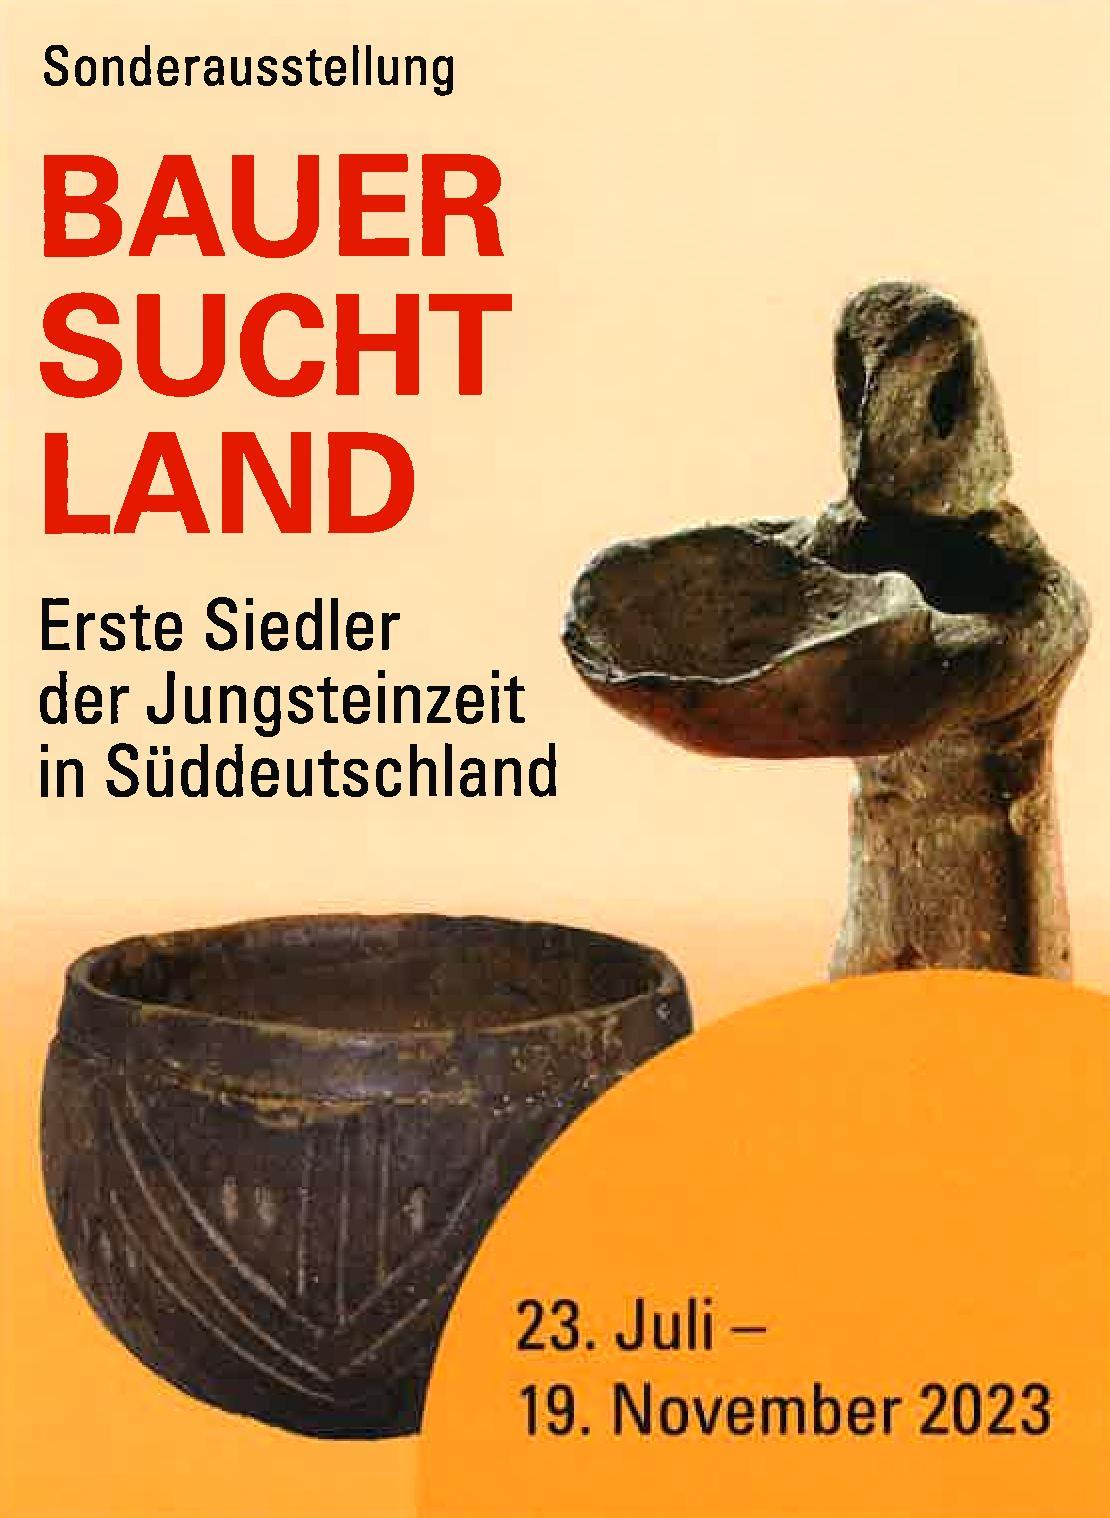 Sonderausstellung
BAUER
SUCHT
LAND
Erste Siedler
der Jungsteinzeit
in Süddeutschland
23. Juli –
19. November 2023